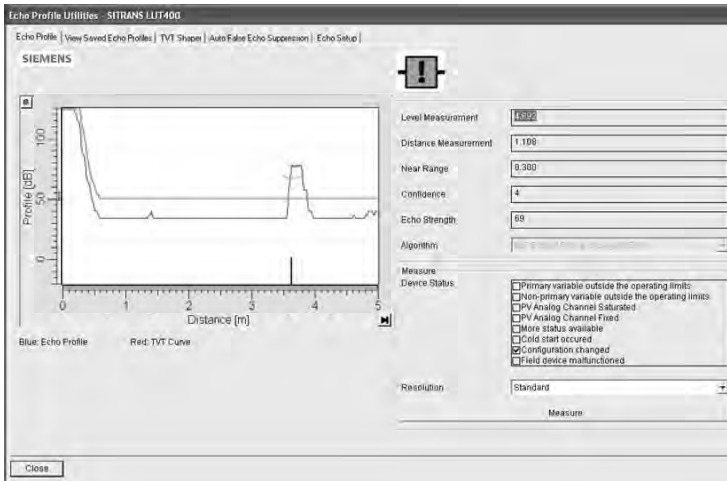 Echo Profile Utilities - SITRANS LUT400
Echo Profile | View Saved Echo Profiles | TVT Shaper | Auto False Echo Suppression | Echo Setup |
SIEMENS
Profile [dB]
100
50
0
0 1 2 3 4 5
Distance [m]
Blue: Echo Profile Red: TVT Curve
Level Measurement 4.892
Distance Measurement 1.108
Near Range 0.300
Confidence 4
Echo Strength 69
Algorithm
Measure
Device Status
Primary variable outside the operating limits
Non-primary variable outside the operating limits
PV Analog Channel Saturated
PV Analog Channel Fixed
More status available
Cold start occured
Configuration changed
Field device malfunctioned
Resolution Standard
Measure
Close